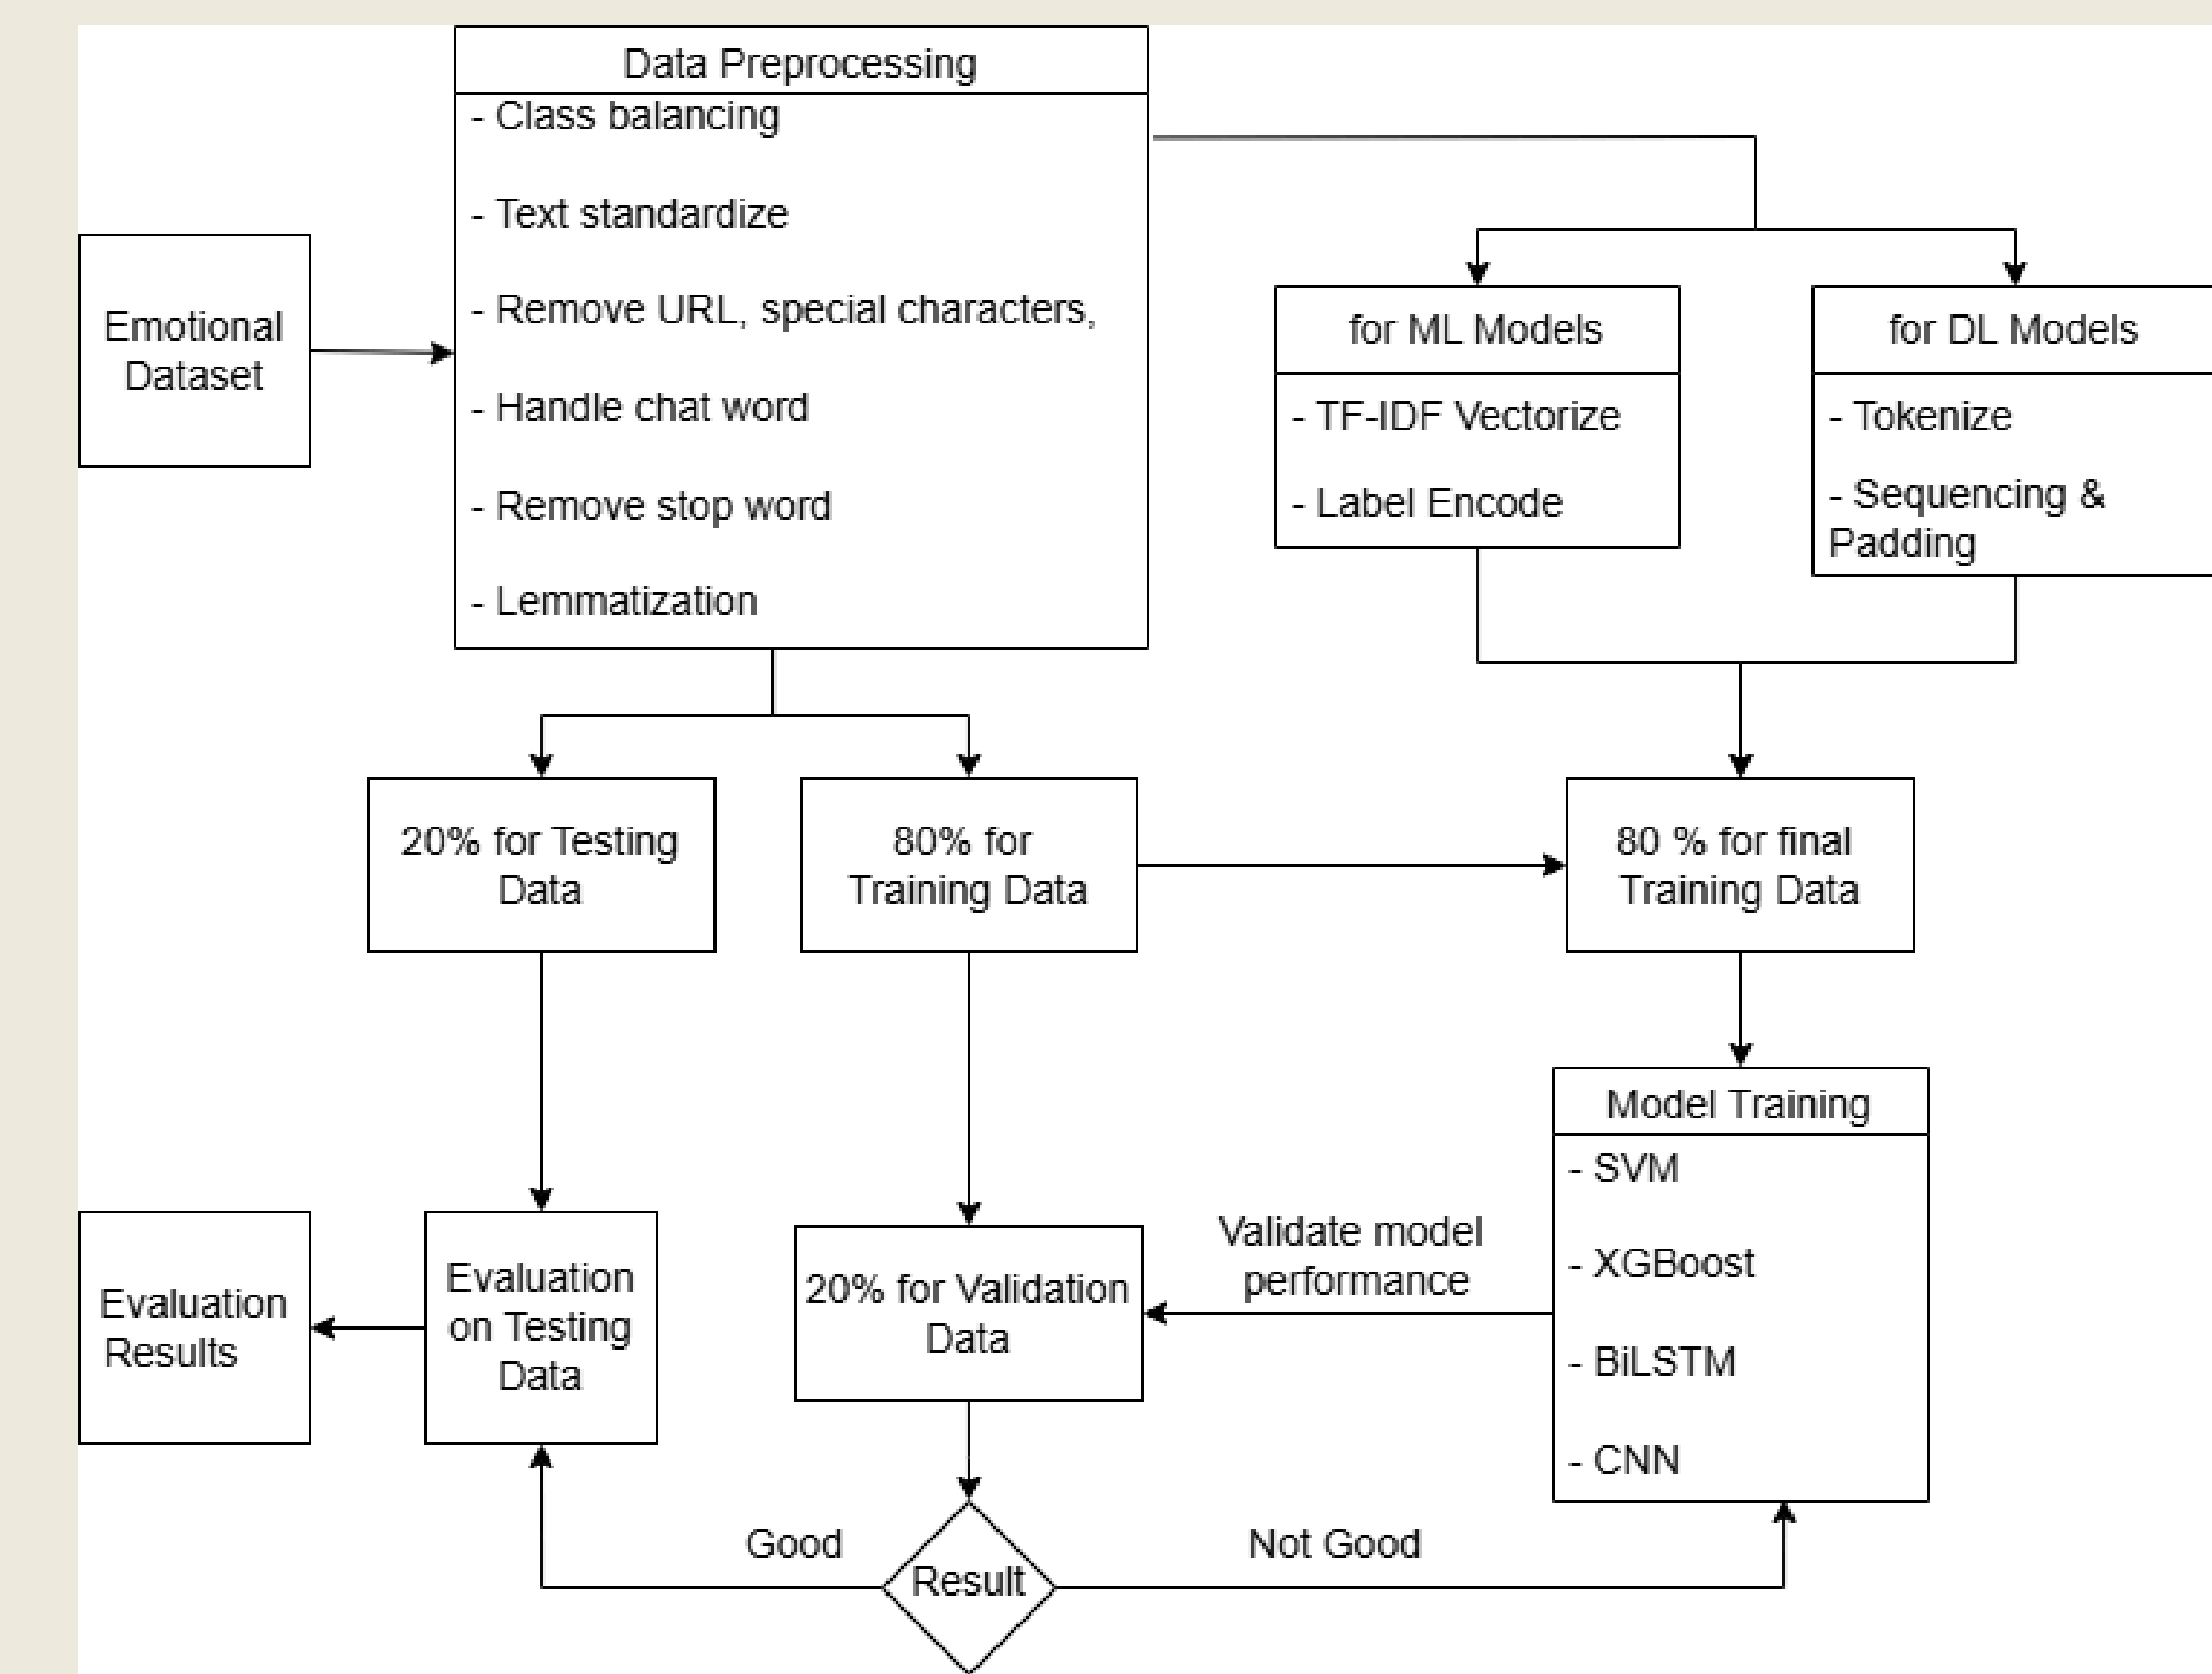 Data Preprocessing
- Class balancing
- Text standardize
- Remove URL, special characters,
- Handle chat word
- Remove stop word
- Lemmatization
Emotional
Dataset
for ML Models
- TF-IDF Vectorize
- Label Encode
for DL Models
- Tokenize
- Sequencing &
Padding
20% for Testing
Data
80% for
Training Data
80 % for final
Training Data
Model Training
- SVM
- XGBoost
- BiLSTM
- CNN
Validate model
performance
20% for Validation
Data
Evaluation
on Testing
Data
Evaluation
Results
Good
Result
Not Good